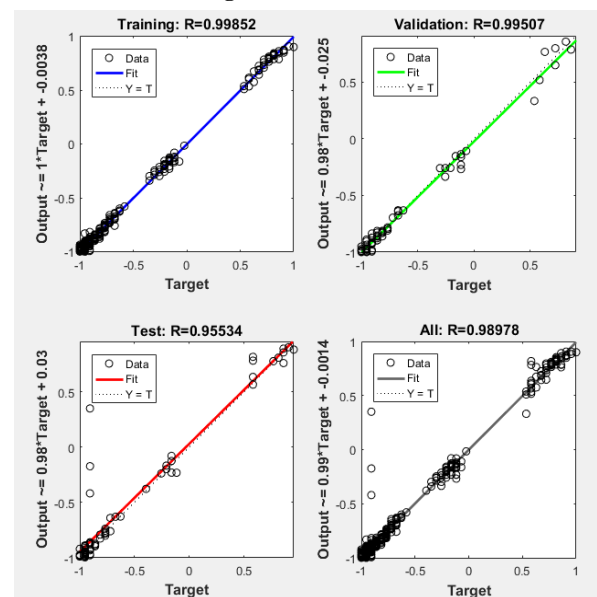 Training: R=0.99852
Output ~= 1*Target + -0.0038
1
0.5
0
-0.5
-1
Data
Fit
Y = T
-1
-0.5
0
0.5
1
Target
Validation: R=0.99507
Output ~= 0.98*Target + -0.025
0.5
0
-0.5
-1
Data
Fit
Y = T
-1
-0.5
0
0.5
Target
Test: R=0.95534
Output ~= 0.98*Target + 0.03
0.5
0
-0.5
-1
Data
Fit
Y = T
-1
-0.5
0
0.5
Target
All: R=0.98978
Output ~= 0.99*Target + -0.0014
1
0.5
0
-0.5
-1
Data
Fit
Y = T
-1
-0.5
0
0.5
1
Target